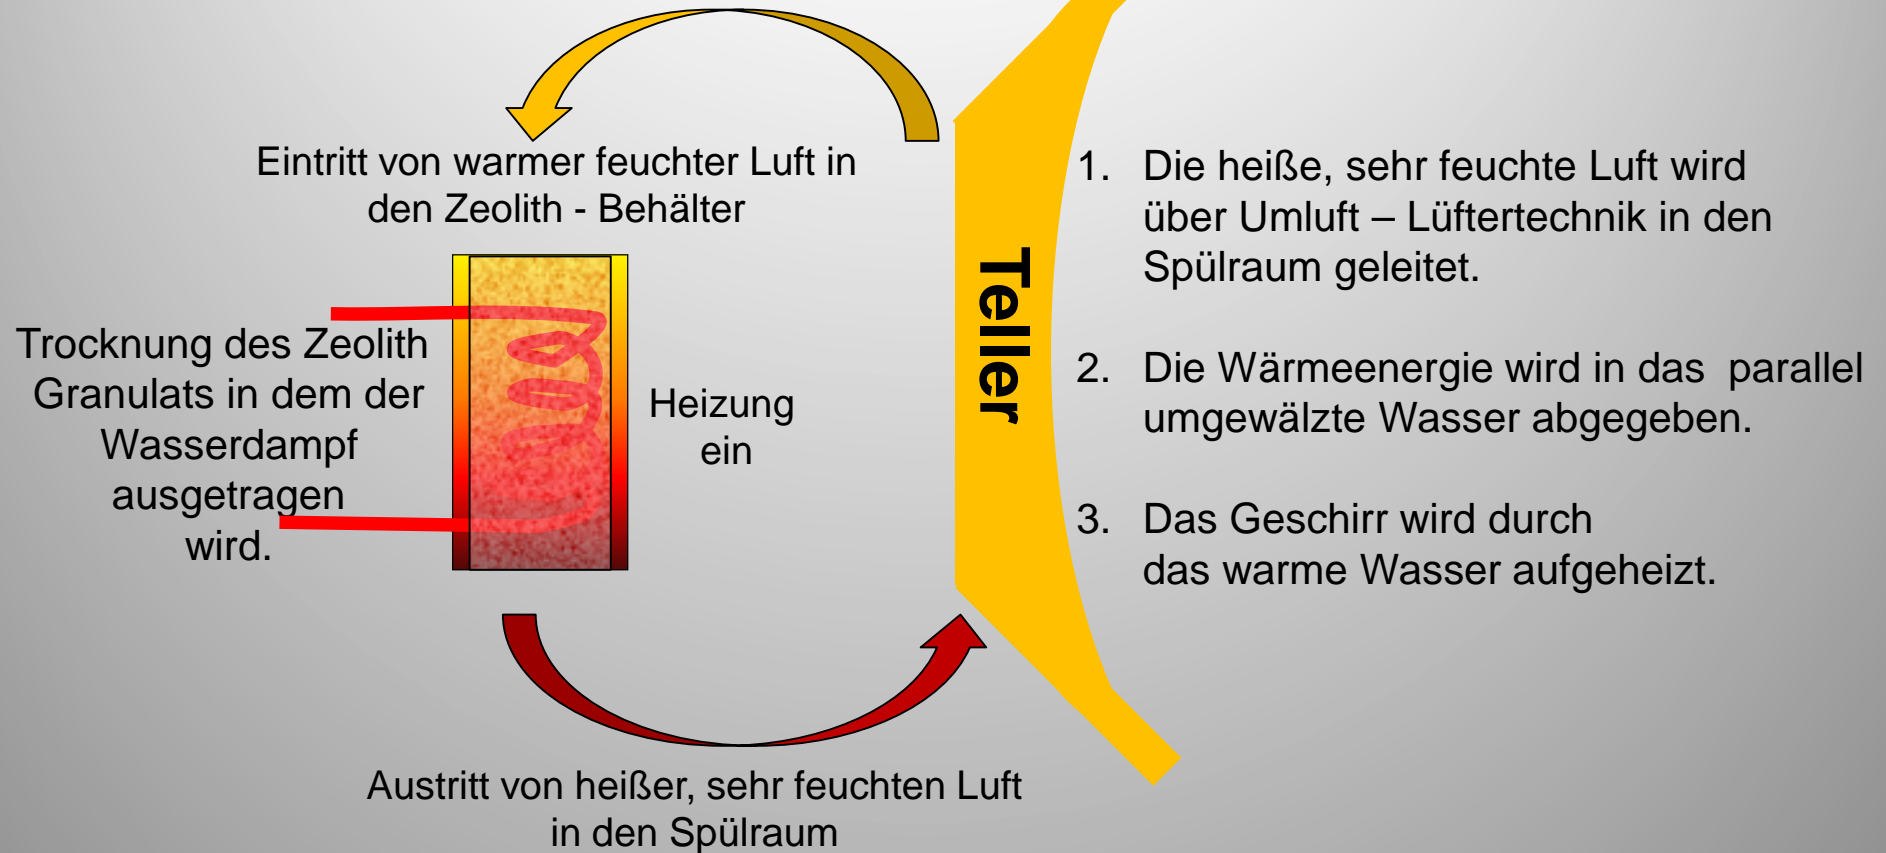 Eintritt von warmer feuchter Luft in
den Zeolith - Behälter
Trocknung des Zeolith
Granulats in dem der
Wasserdampf
ausgetragen
wird.
Heizung
ein
Teller
1. Die heiße, sehr feuchte Luft wird
über Umluft – Lüftertechnik in den
Spülraum geleitet.
2. Die Wärmeenergie wird in das parallel
umgewälzte Wasser abgegeben.
3. Das Geschirr wird durch
das warme Wasser aufgeheizt.
Austritt von heißer, sehr feuchten Luft
in den Spülraum